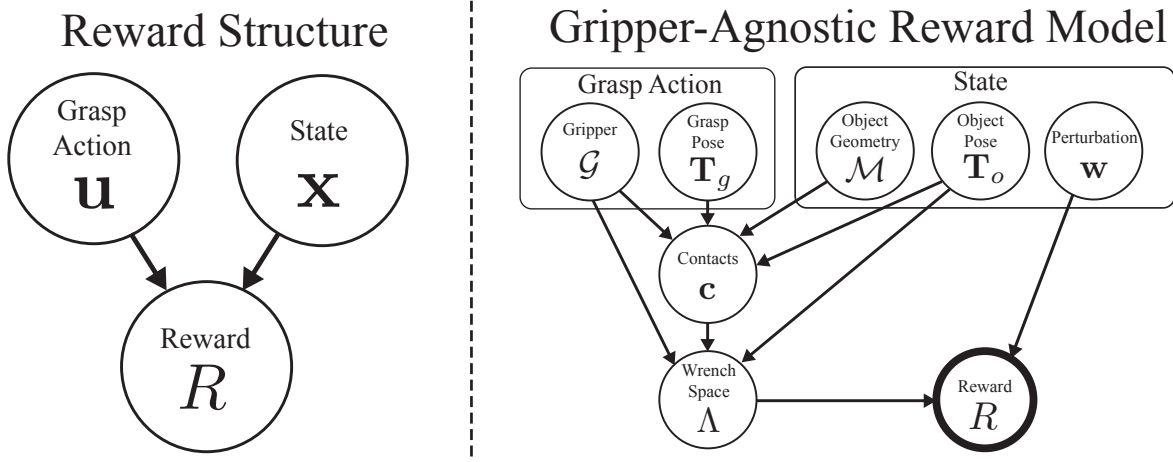 Reward Structure
Grasp
Action
u
State
x
Reward
R
Gripper-Agnostic Reward Model
Grasp Action
State
Gripper
𝒢
Grasp
Pose
T_g
Object
Geometry
ℳ
Object
Pose
T_o
Perturbation
w
Contacts
c
Wrench
Space
Λ
Reward
R